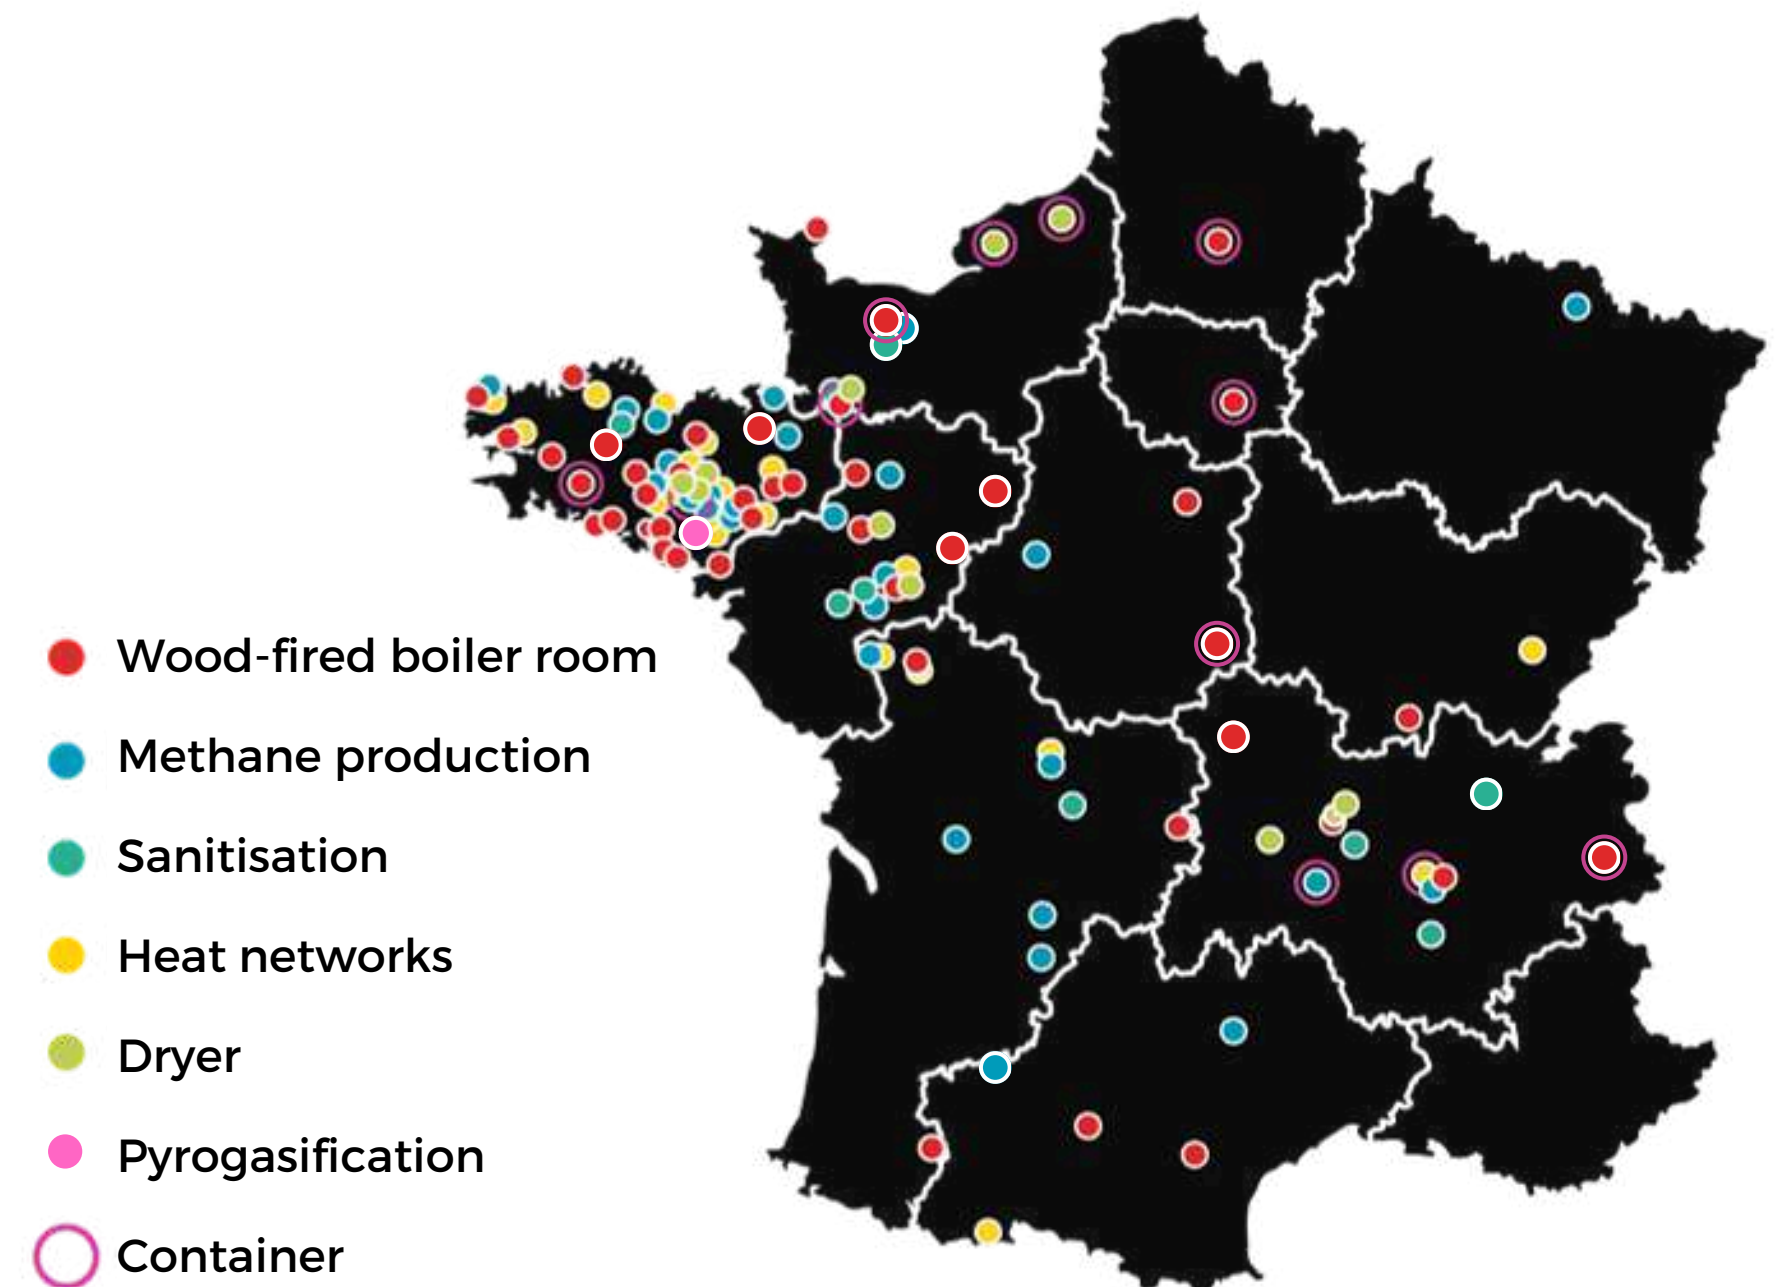 Wood-fired boiler room
Methane production
Sanitisation
Heat networks
Dryer
Pyrogasification
Container